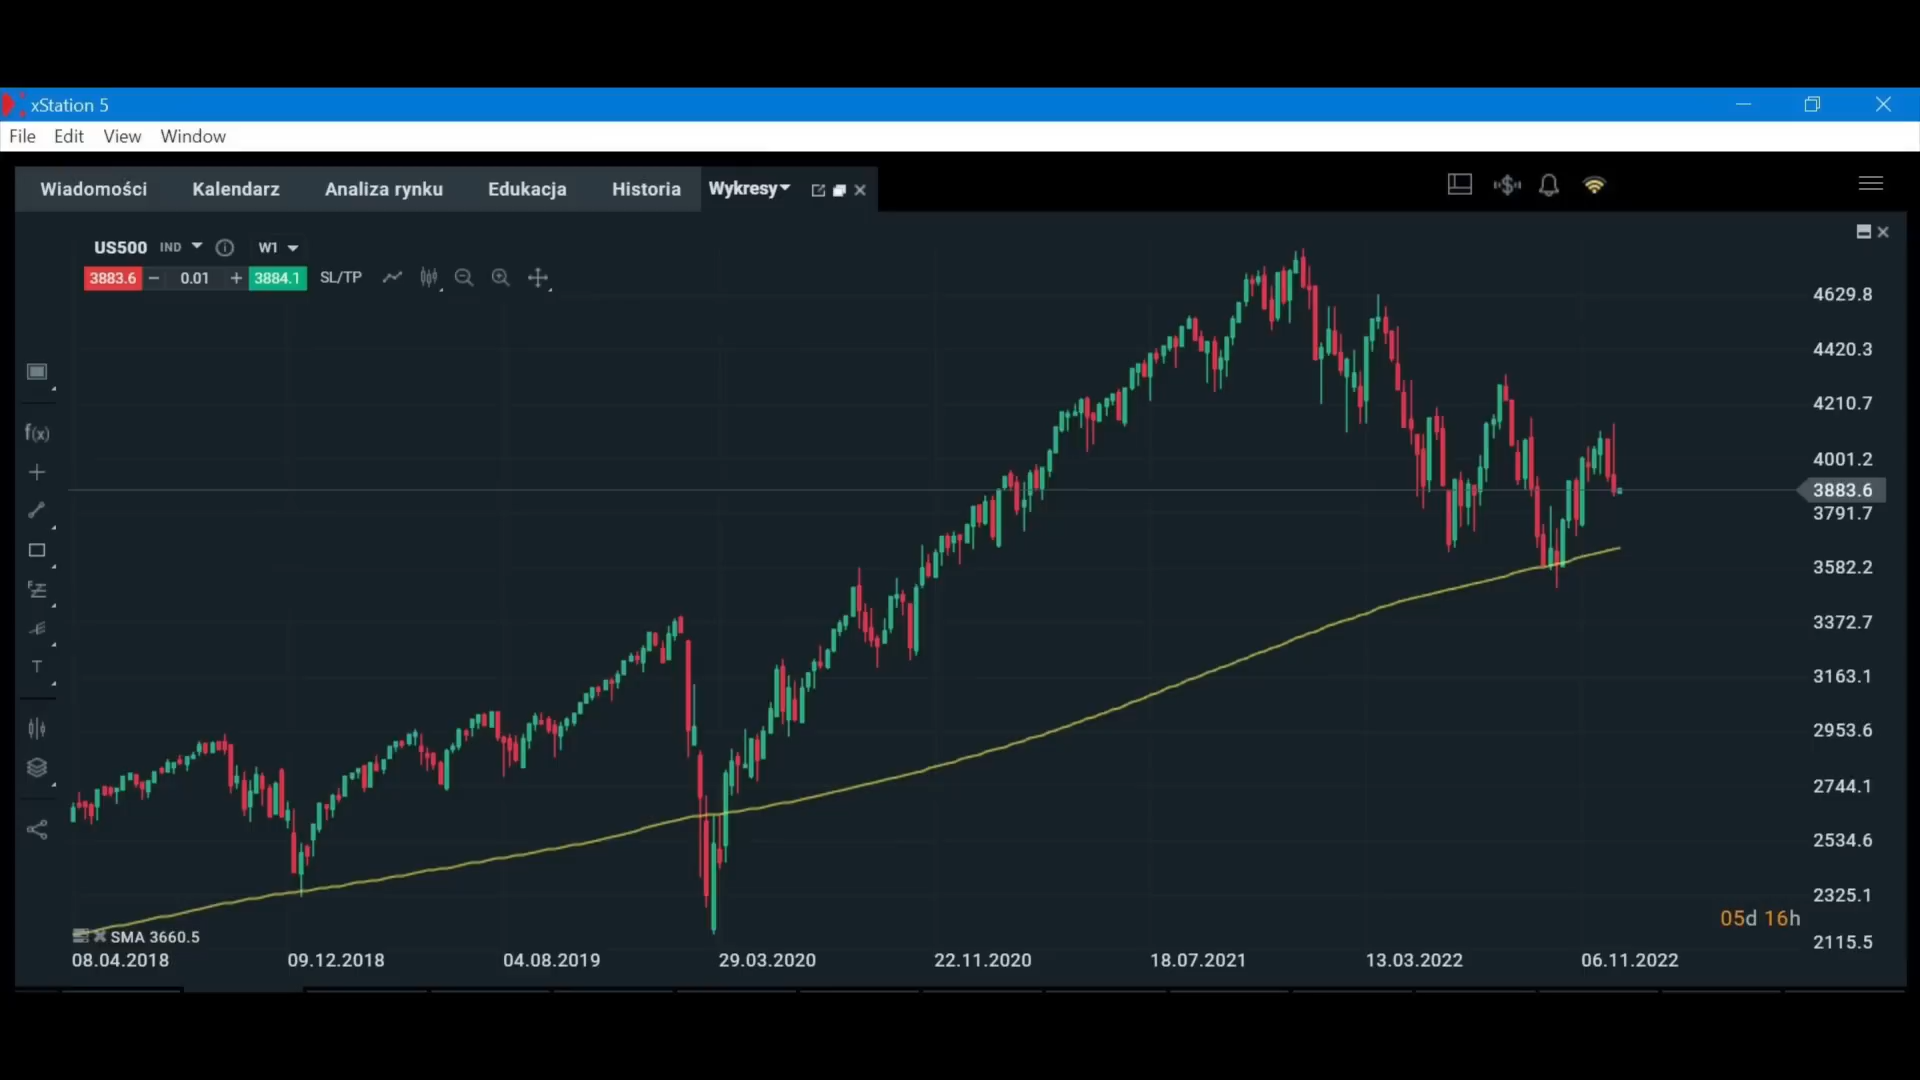 xStation 5
File Edit View Window
Wiadomości Kalendarz Analiza rynku Edukacja Historia Wykresy
US500 IND W1
3883.6 0.01 3884.1 SL/TP
4629.8
4420.3
4210.7
4001.2
3883.6
3791.7
3582.2
3372.7
3163.1
2953.6
2744.1
2534.6
2325.1
2115.5
f(x)
T
05d 16h
SMA 3660.5
08.04.2018 09.12.2018 04.08.2019 29.03.2020 22.11.2020 18.07.2021 13.03.2022 06.11.2022